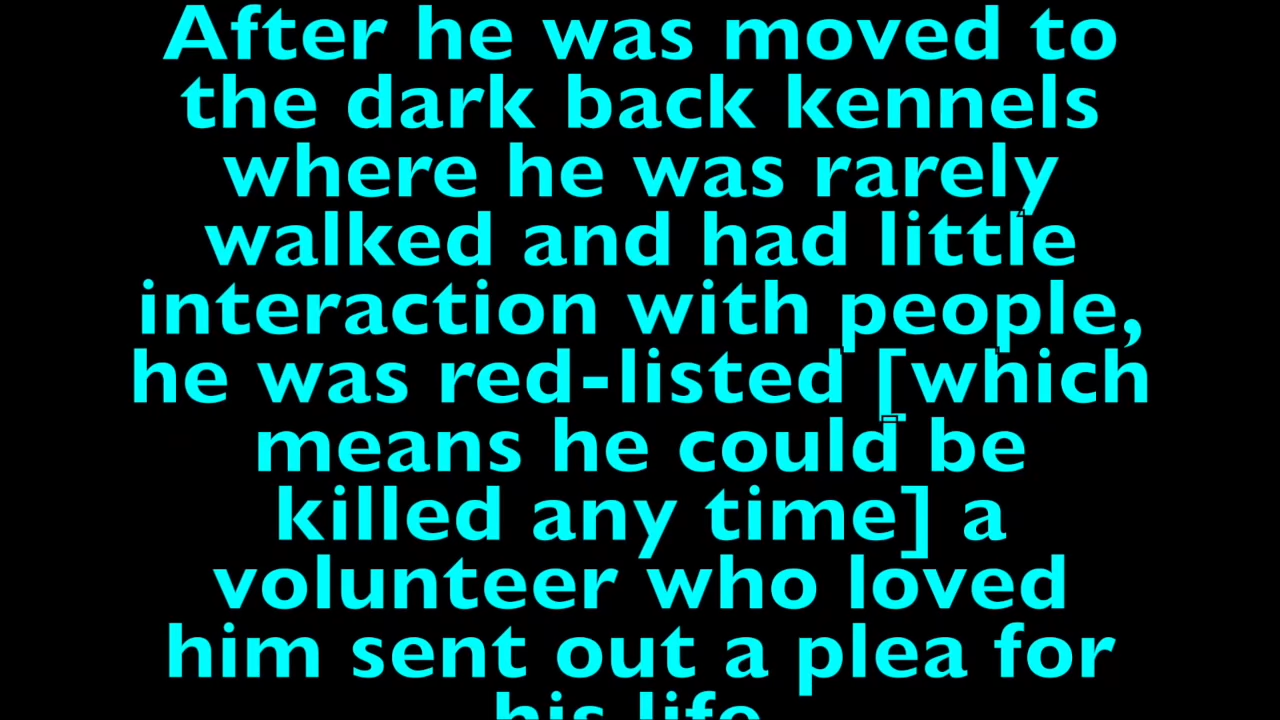 After he was moved to
the dark back kennels
where he was rarely
walked and had little
interaction with people,
he was red-listed [which
means he could be
killed any time] a
volunteer who loved
him sent out a plea for
his life